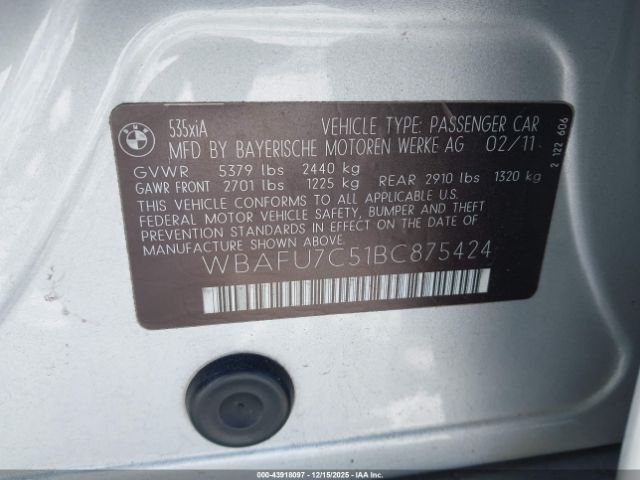 BMW
535xiA VEHICLE TYPE: PASSENGER CAR
MFD BY BAYERISCHE MOTOREN WERKE AG 02/11
GVWR 5379 lbs 2440 kg
GAWR FRONT 2701 lbs 1225 kg REAR 2910 lbs 1320 kg
THIS VEHICLE CONFORMS TO ALL APPLICABLE U.S.
FEDERAL MOTOR VEHICLE SAFETY, BUMPER AND THEFT
PREVENTION STANDARDS IN EFFECT ON THE DATE OF
MANUFACTURE SHOWN ABOVE.
WBAFU7C51BC875424
2 122 606
000-43918097 - 12/15/2025 - IAAI.COM